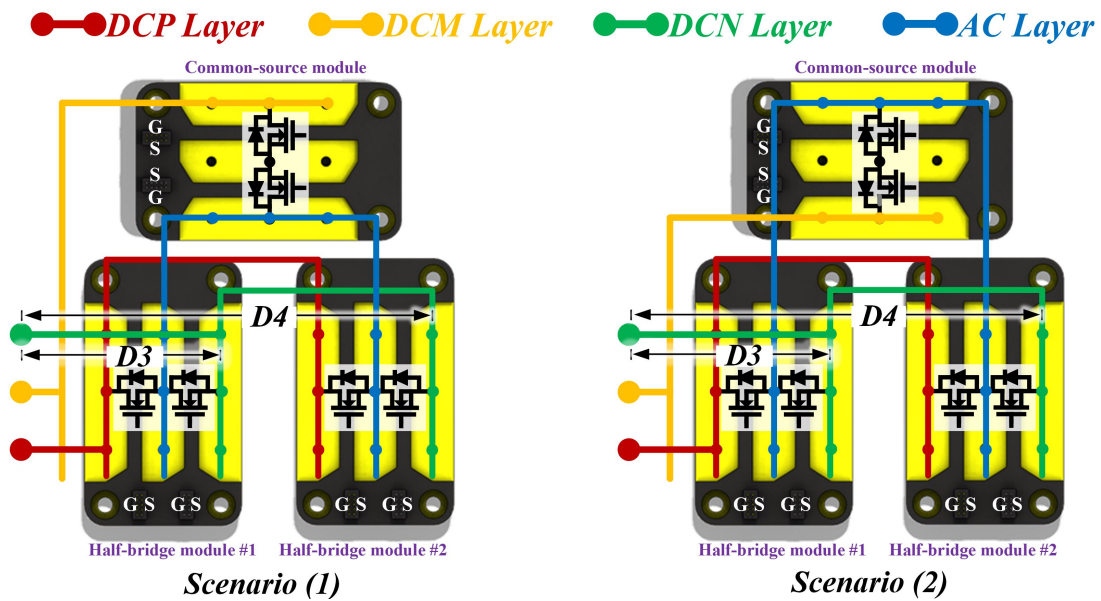 DCP Layer DCM Layer DCN Layer AC Layer
Common-source module
G
S
S
G
D4
D3
G S G S
G S G S
Half-bridge module #1 Half-bridge module #2
Scenario (1)
Common-source module
G
S
S
G
D4
D3
G S G S
G S G S
Half-bridge module #1 Half-bridge module #2
Scenario (2)